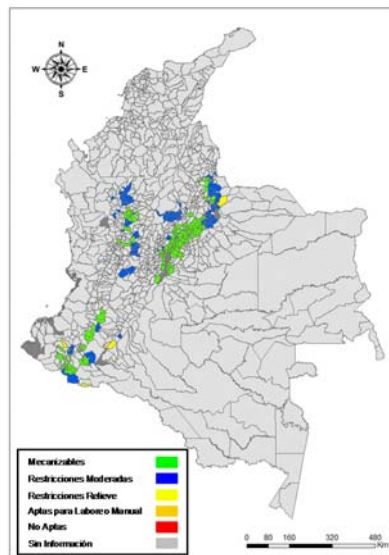 N
W E
S
Mecanizables
Restricciones Moderadas
Restricciones Relieve
Aptas para Laboreo Manual
No Aptas
Sin Información
0 80 160 320 480
Km